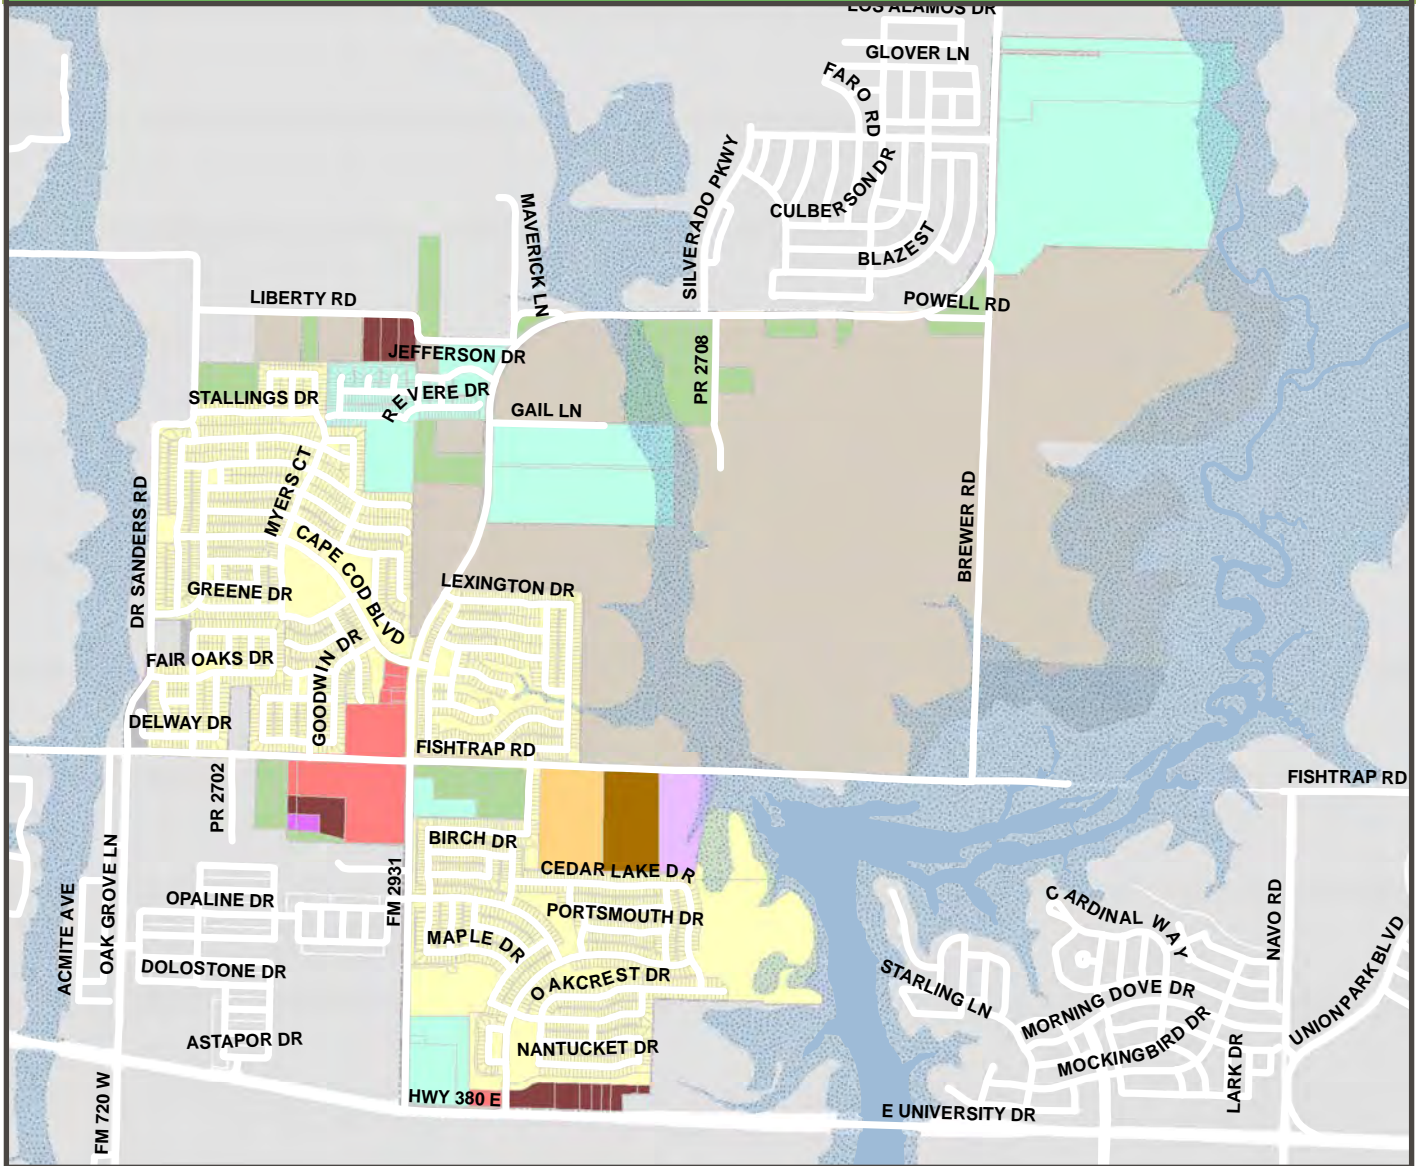 LOS ALAMOS DR
GLOVER LN
FARO RD
SILVERADO PKWY
CULBERSON DR
BLAZE ST
MAVERICK LN
LIBERTY RD
POWELL RD
JEFFERSON DR
PR 2708
REVERE DR
STALLINGS DR
GAIL LN
MYERS CT
DR SANDERS RD
BREWER RD
CAPE COD BLVD
LEXINGTON DR
GREENE DR
GOODWIN DR
FAIR OAKS DR
DELWAY DR
FISHTRAP RD
FISHTRAP RD
PR 2702
BIRCH DR
CEDAR LAKE DR
FM 2931
OAK GROVE LN
ACMITE AVE
OPALINE DR
PORTSMOUTH DR
CARDINAL WAY
NAVO RD
MAPLE DR
UNION PARK BLVD
DOLOSTONE DR
OAKCREST DR
STARLING LN
MORNING DOVE DR
MOCKINGBIRD DR
ASTAPOR DR
NANTUCKET DR
LARK DR
HWY 380 E
E UNIVERSITY DR
FM 720 W